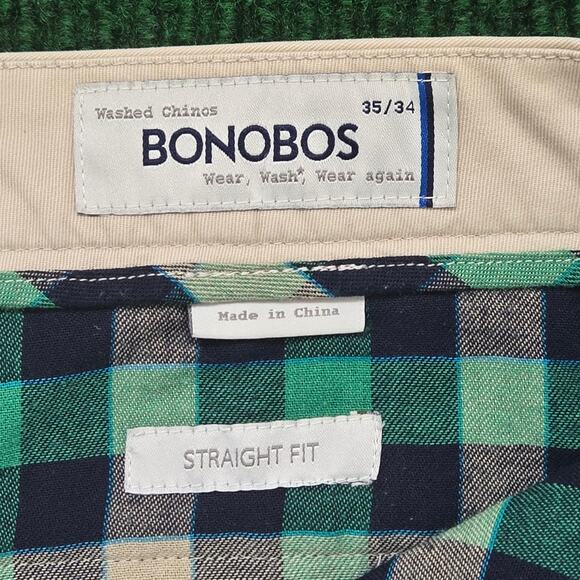 Washed Chinos 35/34
BONOBOS
Wear, Wash*, Wear again
Made in China
STRAIGHT FIT